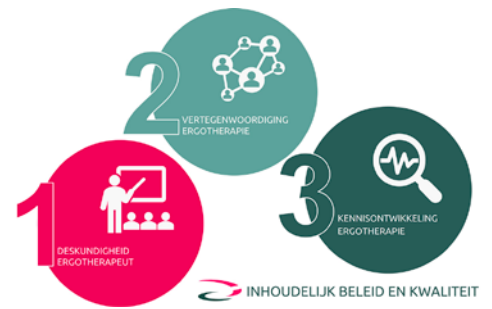 1
DESKUNDIGHEID
ERGOTHERAPEUT
2
VERTEGENWOORDIGING
ERGOTHERAPIE
3
KENNISONTWIKKELING
ERGOTHERAPIE
INHOUDELIJK BELEID EN KWALITEIT